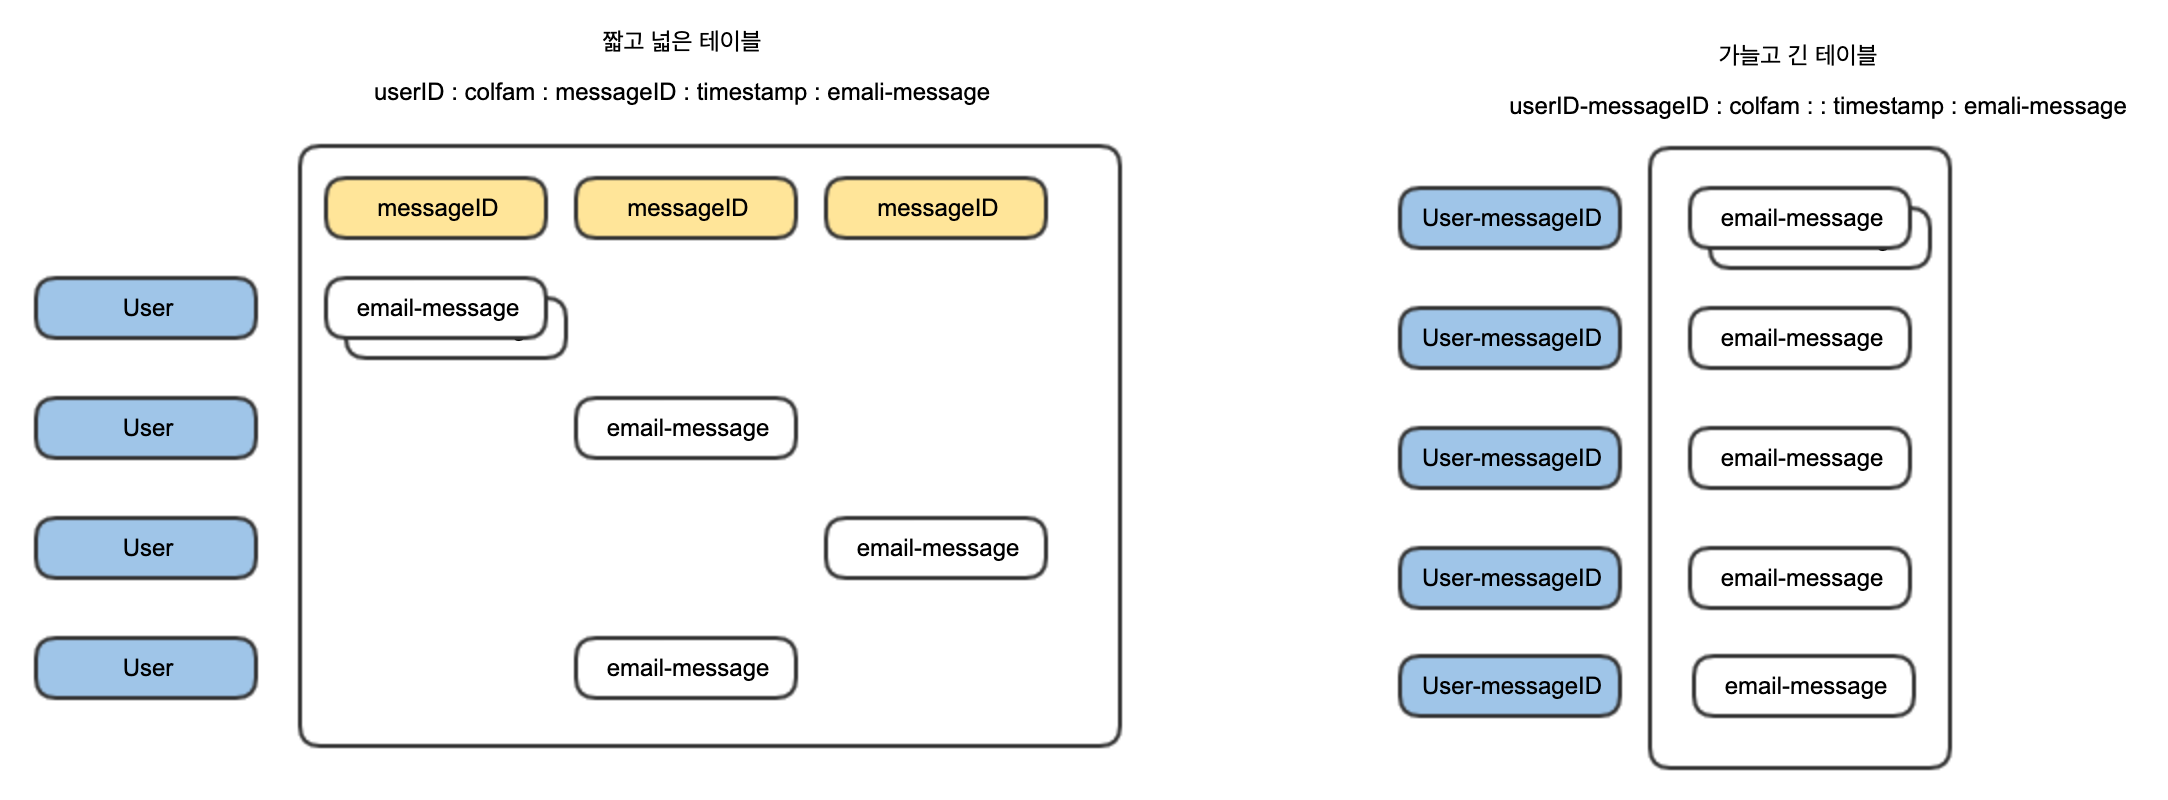 짧고 넓은 테이블
userID : colfam : messageID : timestamp : emali-message
messageID messageID messageID
User email-message
User email-message
User email-message
User email-message
가늘고 긴 테이블
userID-messageID : colfam : : timestamp : emali-message
User-messageID email-message
User-messageID email-message
User-messageID email-message
User-messageID email-message
User-messageID email-message